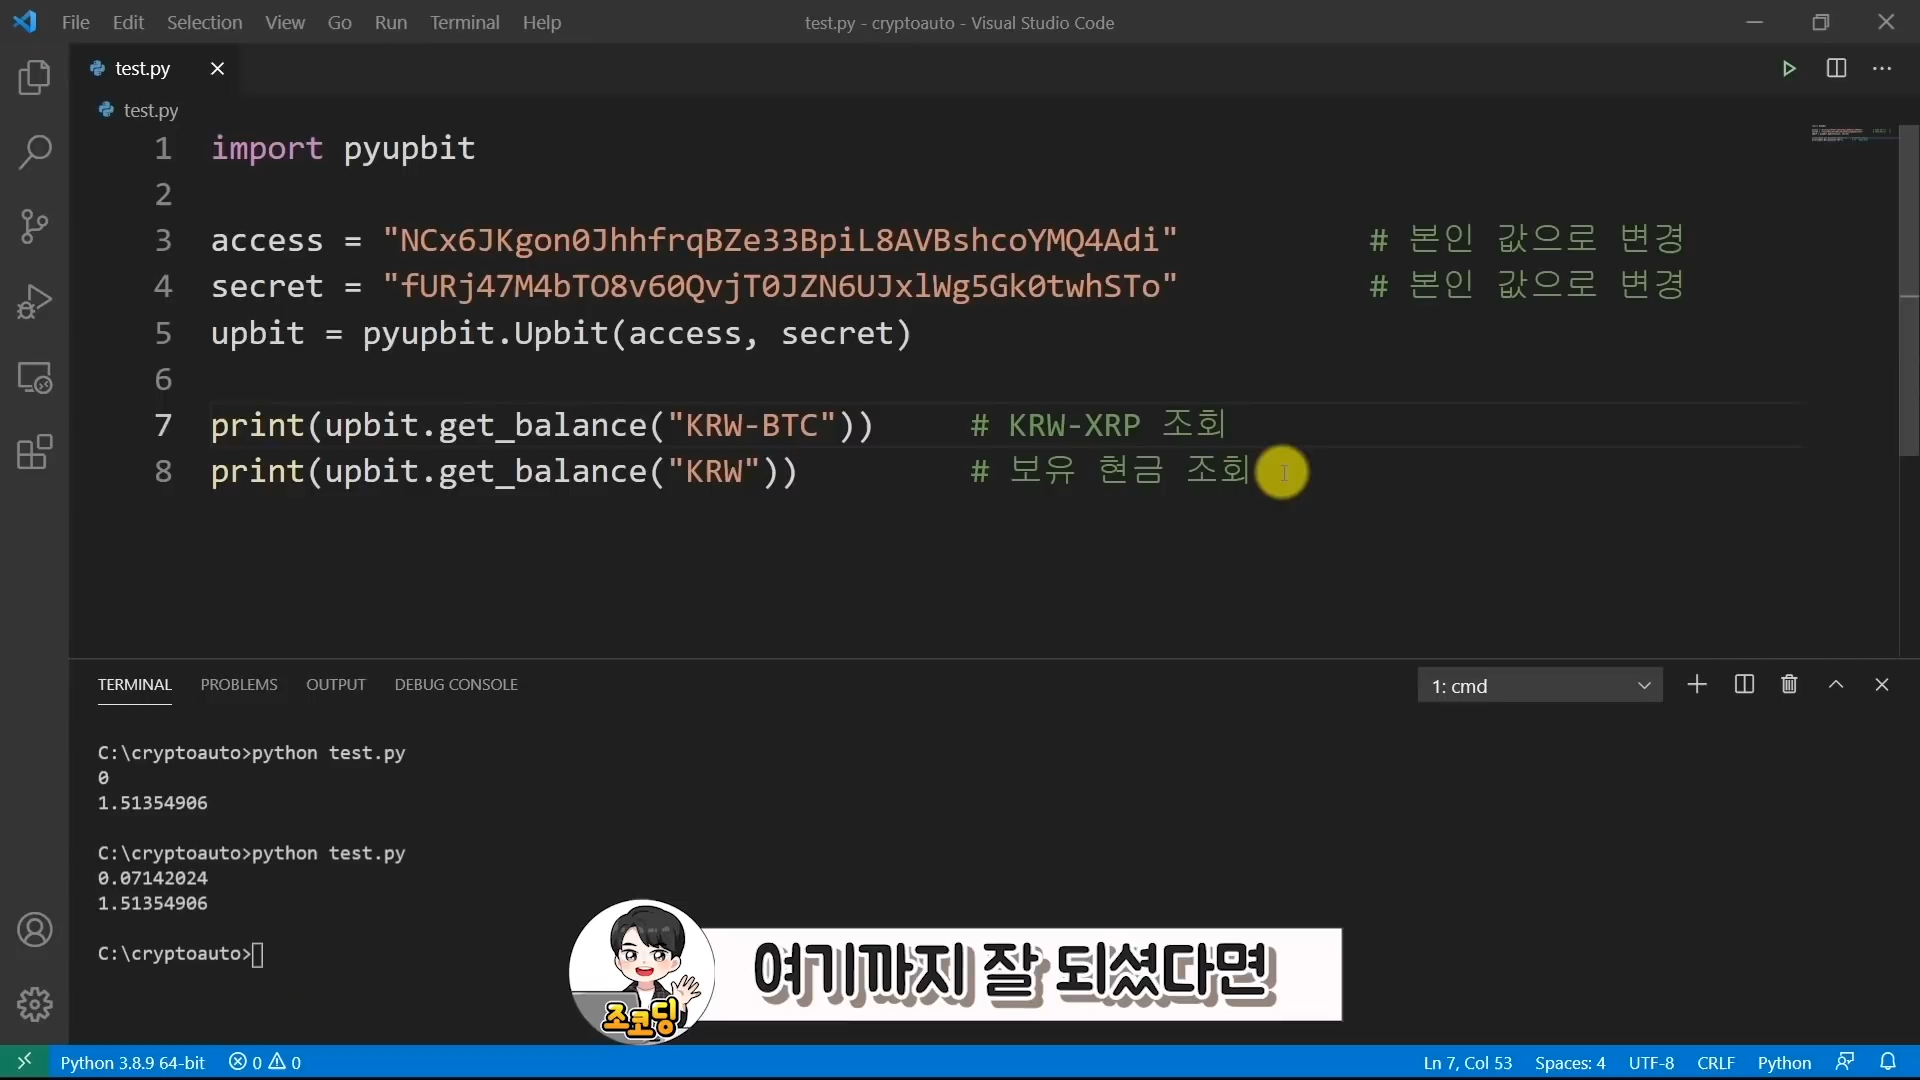 File Edit Selection View Go Run Terminal Help
test.py - cryptoauto - Visual Studio Code
test.py
test.py
1 import pyupbit
2
3 access = "NCx6JKgon0JhhfrqBZe33BpiL8AVBshcoYMQ4Adi" # 본인 값으로 변경
4 secret = "fURj47M4bTO8v60QvjT0JZN6UJxlWg5Gk0twhSTo" # 본인 값으로 변경
5 upbit = pyupbit.Upbit(access, secret)
6
7 print(upbit.get_balance("KRW-BTC")) # KRW-XRP 조회
8 print(upbit.get_balance("KRW")) # 보유 현금 조회
TERMINAL PROBLEMS OUTPUT DEBUG CONSOLE 1: cmd
C:\cryptoauto>python test.py
0
1.51354906
C:\cryptoauto>python test.py
0.07142024
1.51354906
C:\cryptoauto>
조코딩
여기까지 잘 되셨다면
Python 3.8.9 64-bit 0 0 Ln 7, Col 53 Spaces: 4 UTF-8 CRLF Python